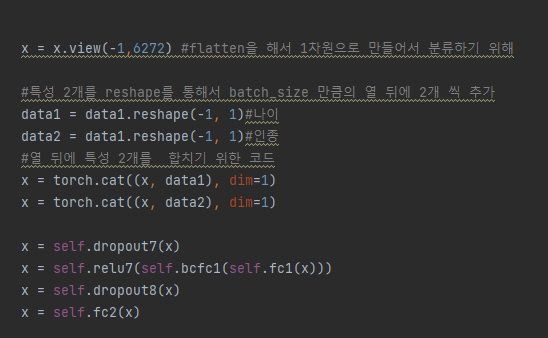 x = x.view(-1,6272) #flatten을 해서 1차원으로 만들어서 분류하기 위해
#특성 2개를 reshape를 통해서 batch_size 만큼의 열 뒤에 2개 씩 추가
data1 = data1.reshape(-1, 1)#나이
data2 = data1.reshape(-1, 1)#인종
#열 뒤에 특성 2개를  합치기 위한 코드
x = torch.cat((x, data1), dim=1)
x = torch.cat((x, data2), dim=1)
x = self.dropout7(x)
x = self.relu7(self.bcfc1(self.fc1(x)))
x = self.dropout8(x)
x = self.fc2(x)